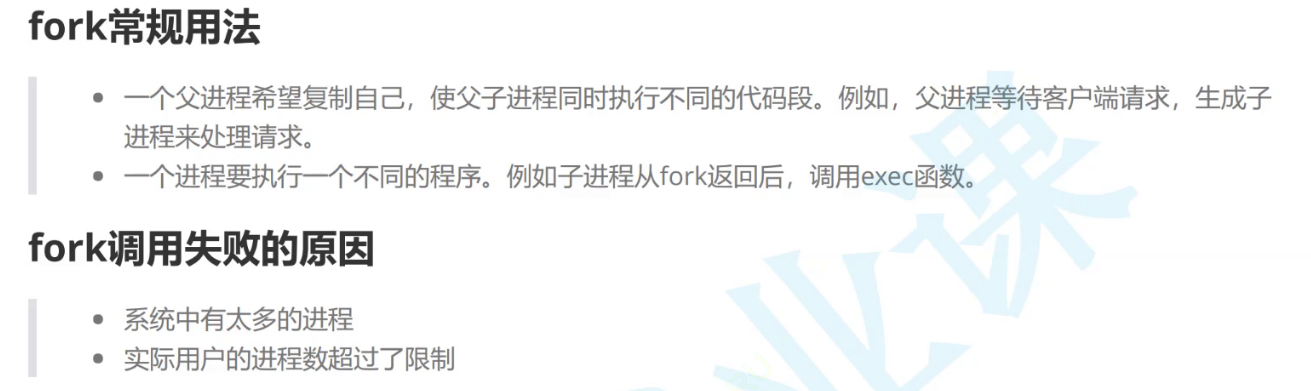 fork常规用法
一个父进程希望复制自己，使父子进程同时执行不同的代码段。例如，父进程等待客户端请求，生成子
进程来处理请求。
一个进程要执行一个不同的程序。例如子进程从fork返回后，调用exec函数。
fork调用失败的原因
系统中有太多的进程
实际用户的进程数超过了限制
业课